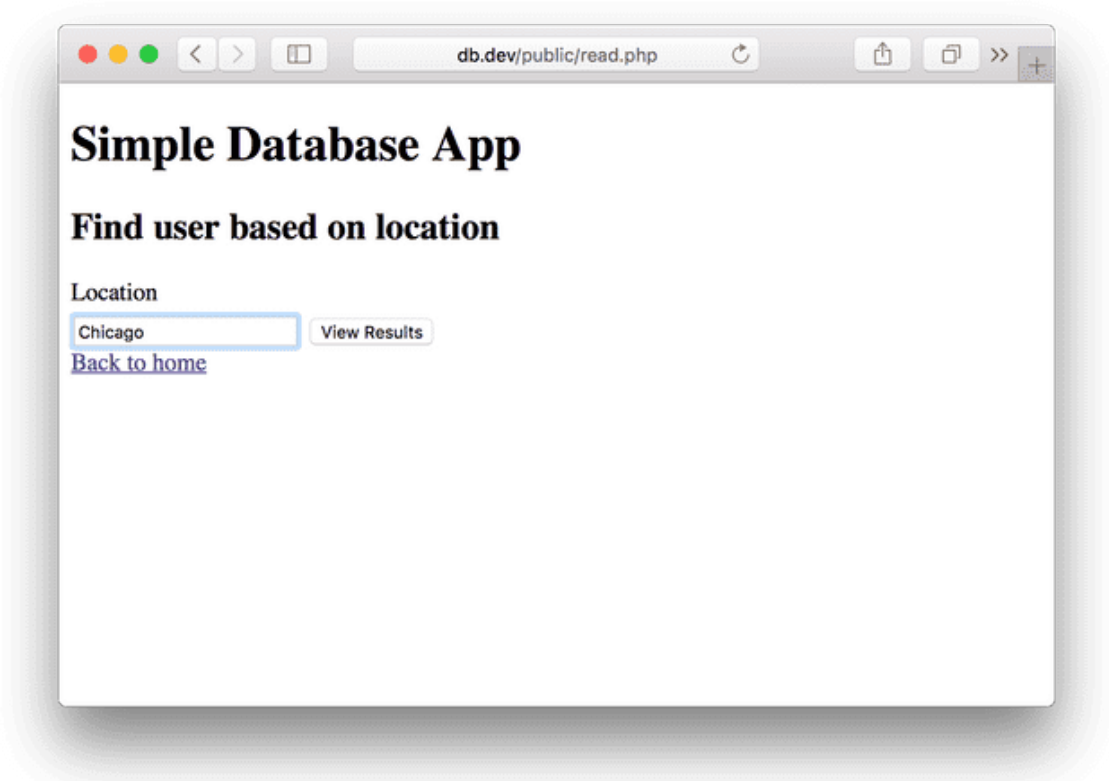 db.dev/public/read.php
Simple Database App
Find user based on location
Location
Chicago View Results
Back to home